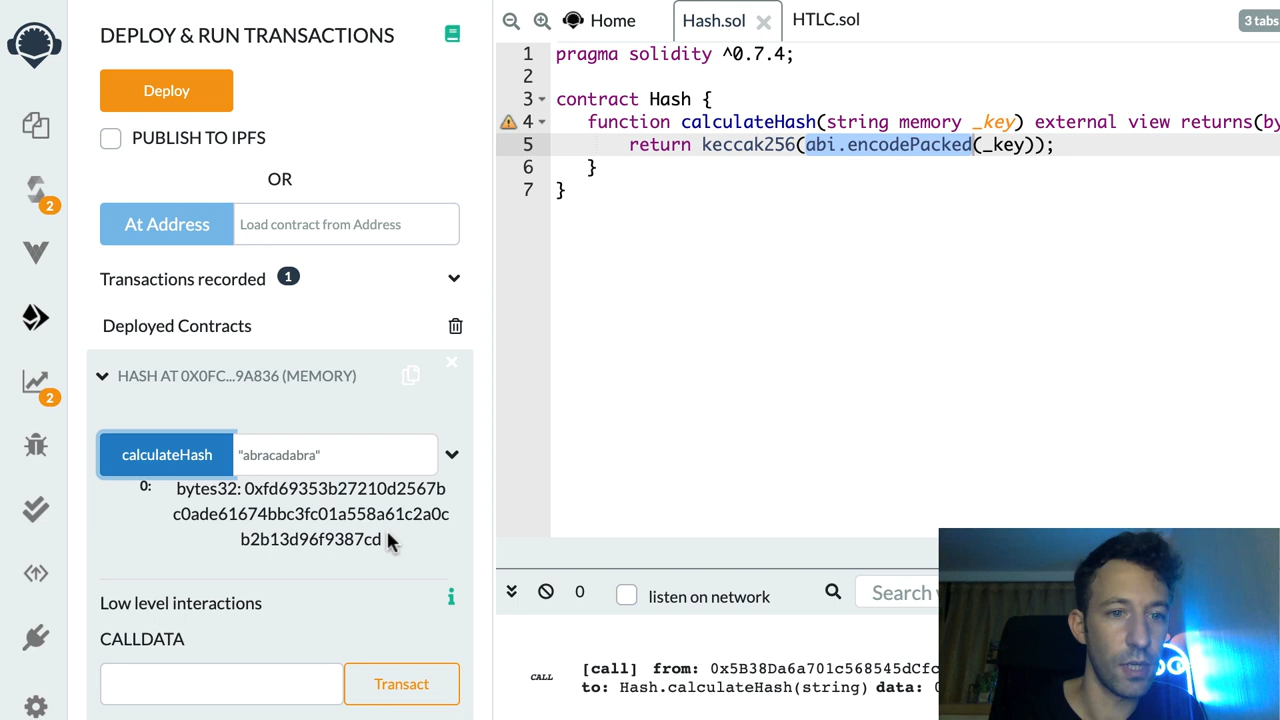 DEPLOY & RUN TRANSACTIONS
Deploy
PUBLISH TO IPFS
OR
At Address
Load contract from Address
Transactions recorded 1
Deployed Contracts
HASH AT 0X0FC...9A836 (MEMORY)
calculateHash
"abracadabra"
0:
bytes32: 0xfd69353b27210d2567b
c0ade61674bbc3fc01a558a61c2a0c
b2b13d96f9387cd
Low level interactions
CALLDATA
Transact
2
2
Home
Hash.sol
HTLC.sol
3 tabs
1 pragma solidity ^0.7.4;
2
3 contract Hash {
4 function calculateHash(string memory _key) external view returns(by
5 return keccak256(abi.encodePacked(_key));
6 }
7 }
0
listen on network
Search w
CALL
[call] from: 0x5B38Da6a701c568545dCfc
to: Hash.calculateHash(string) data: 0